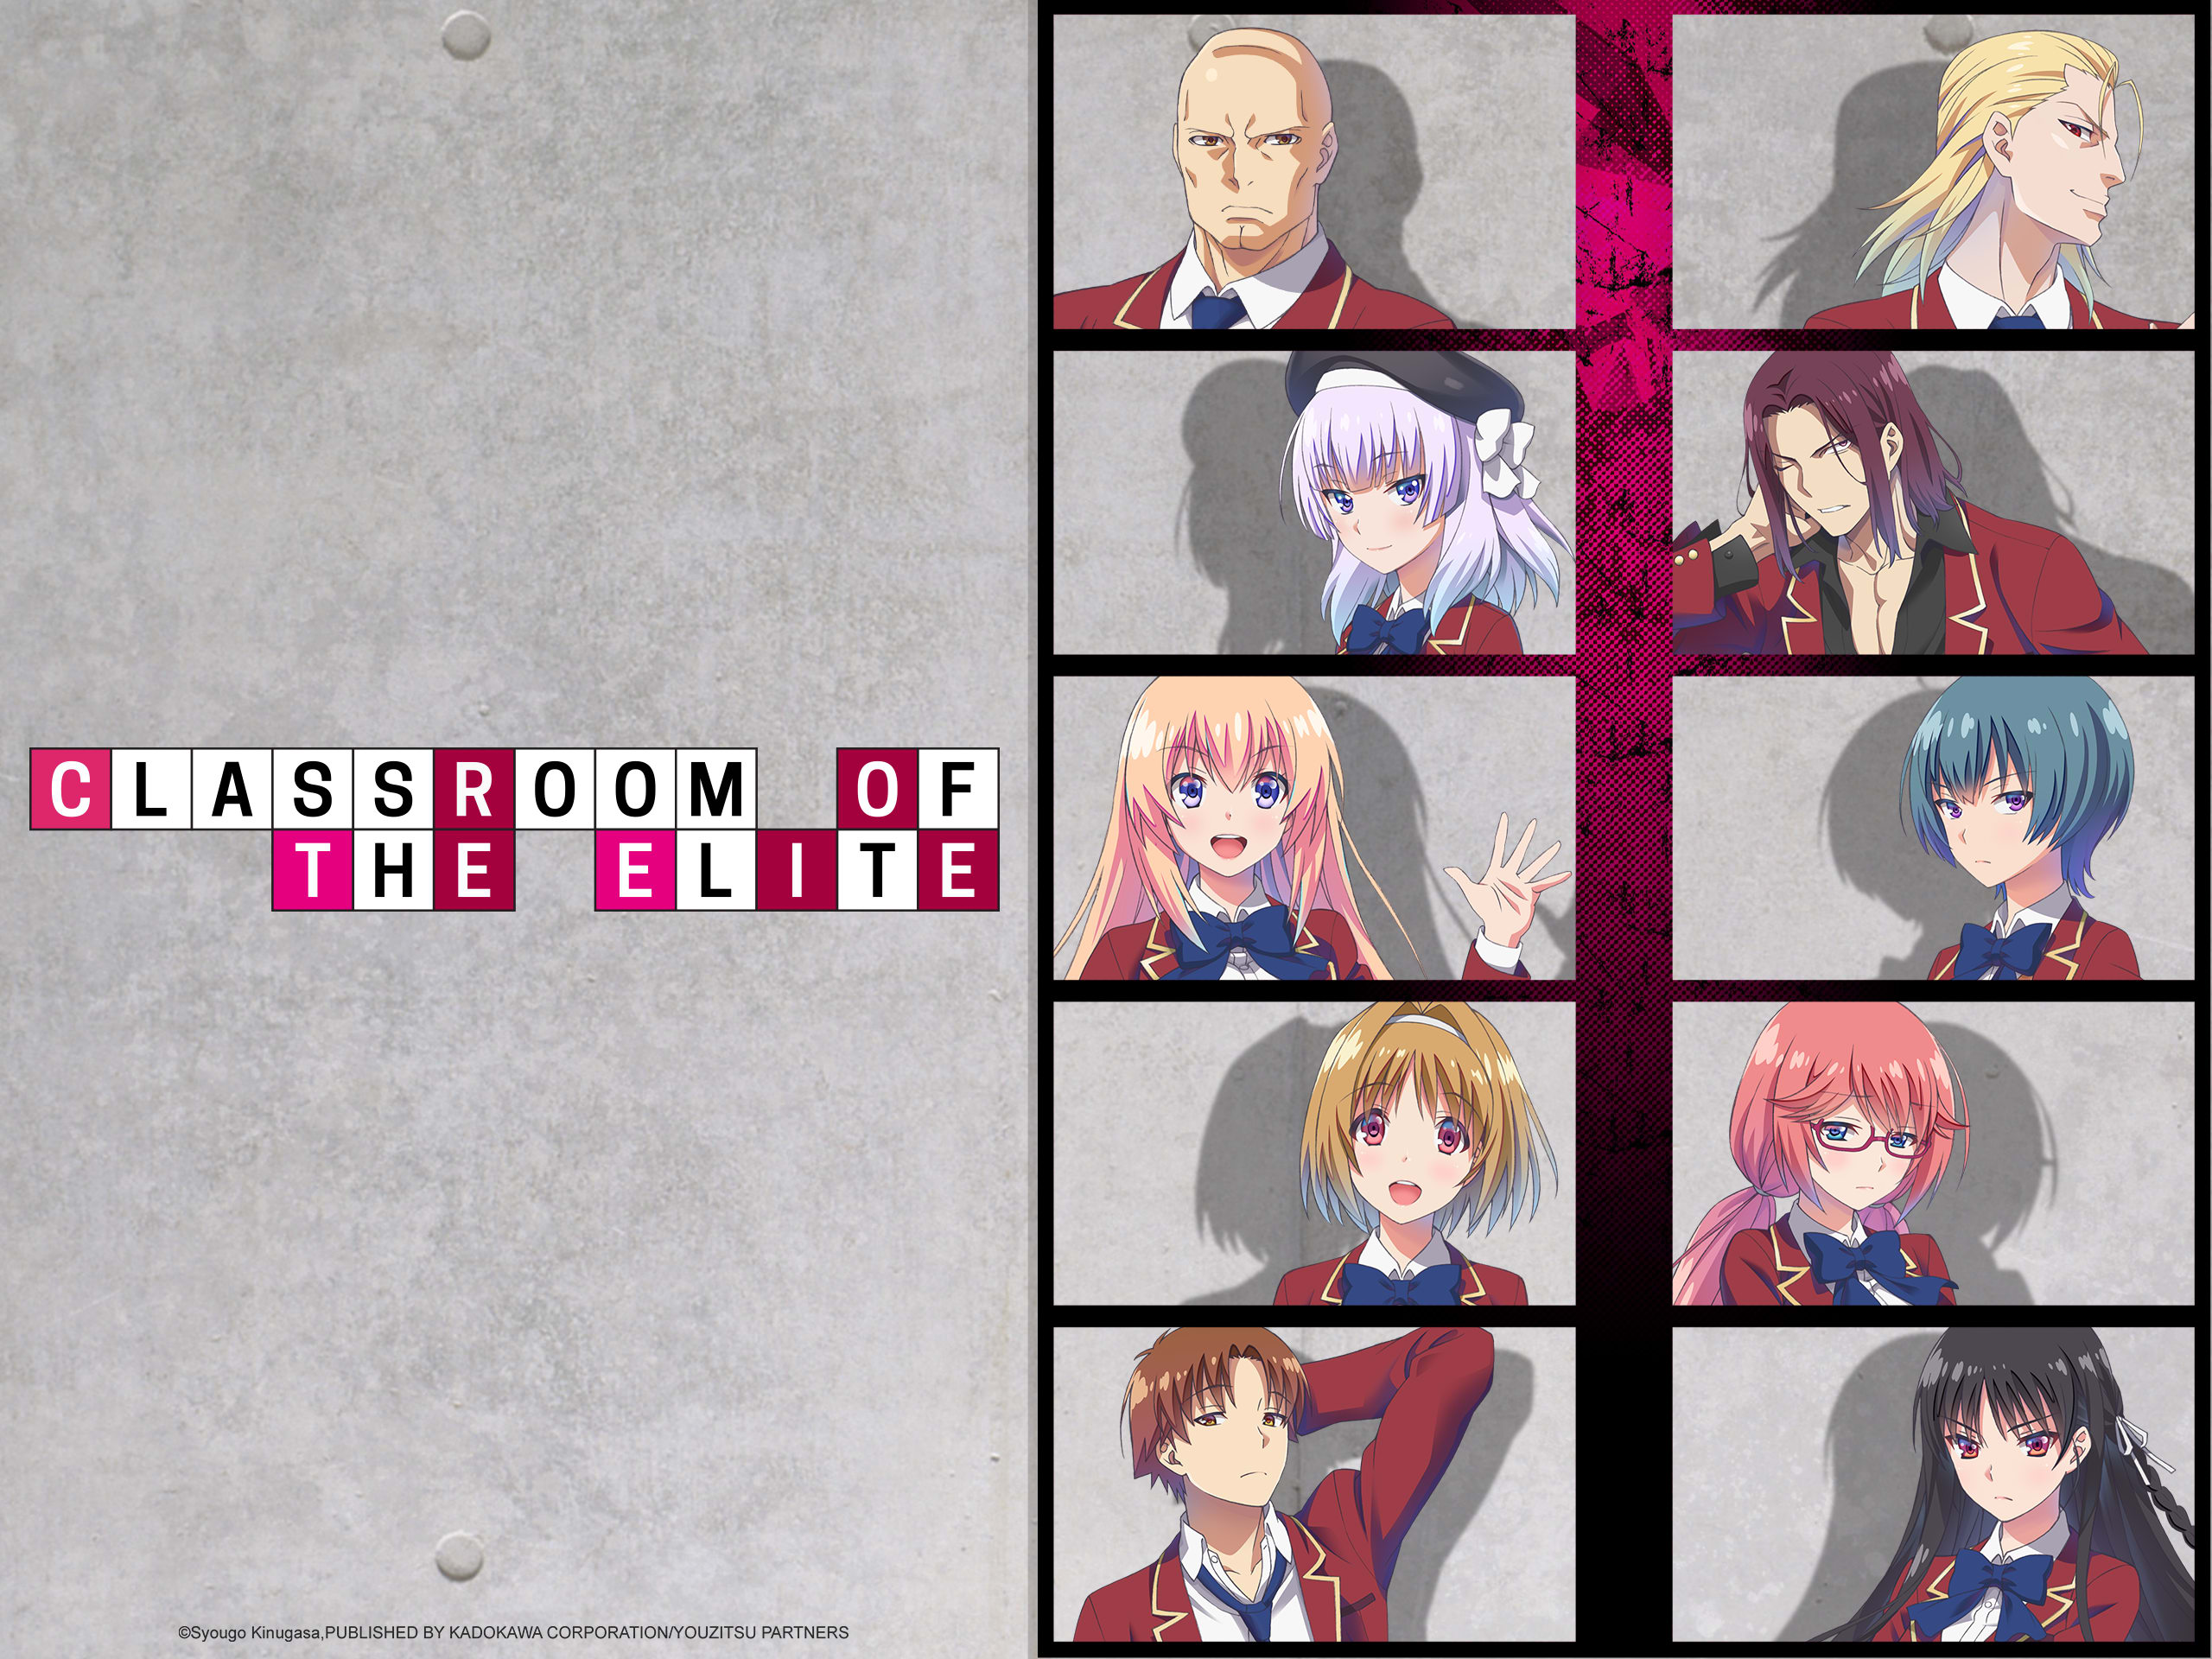 CLASSROOM OF
THE ELITE
©Syougo Kinugasa,PUBLISHED BY KADOKAWA CORPORATION/YOUZITSU PARTNERS